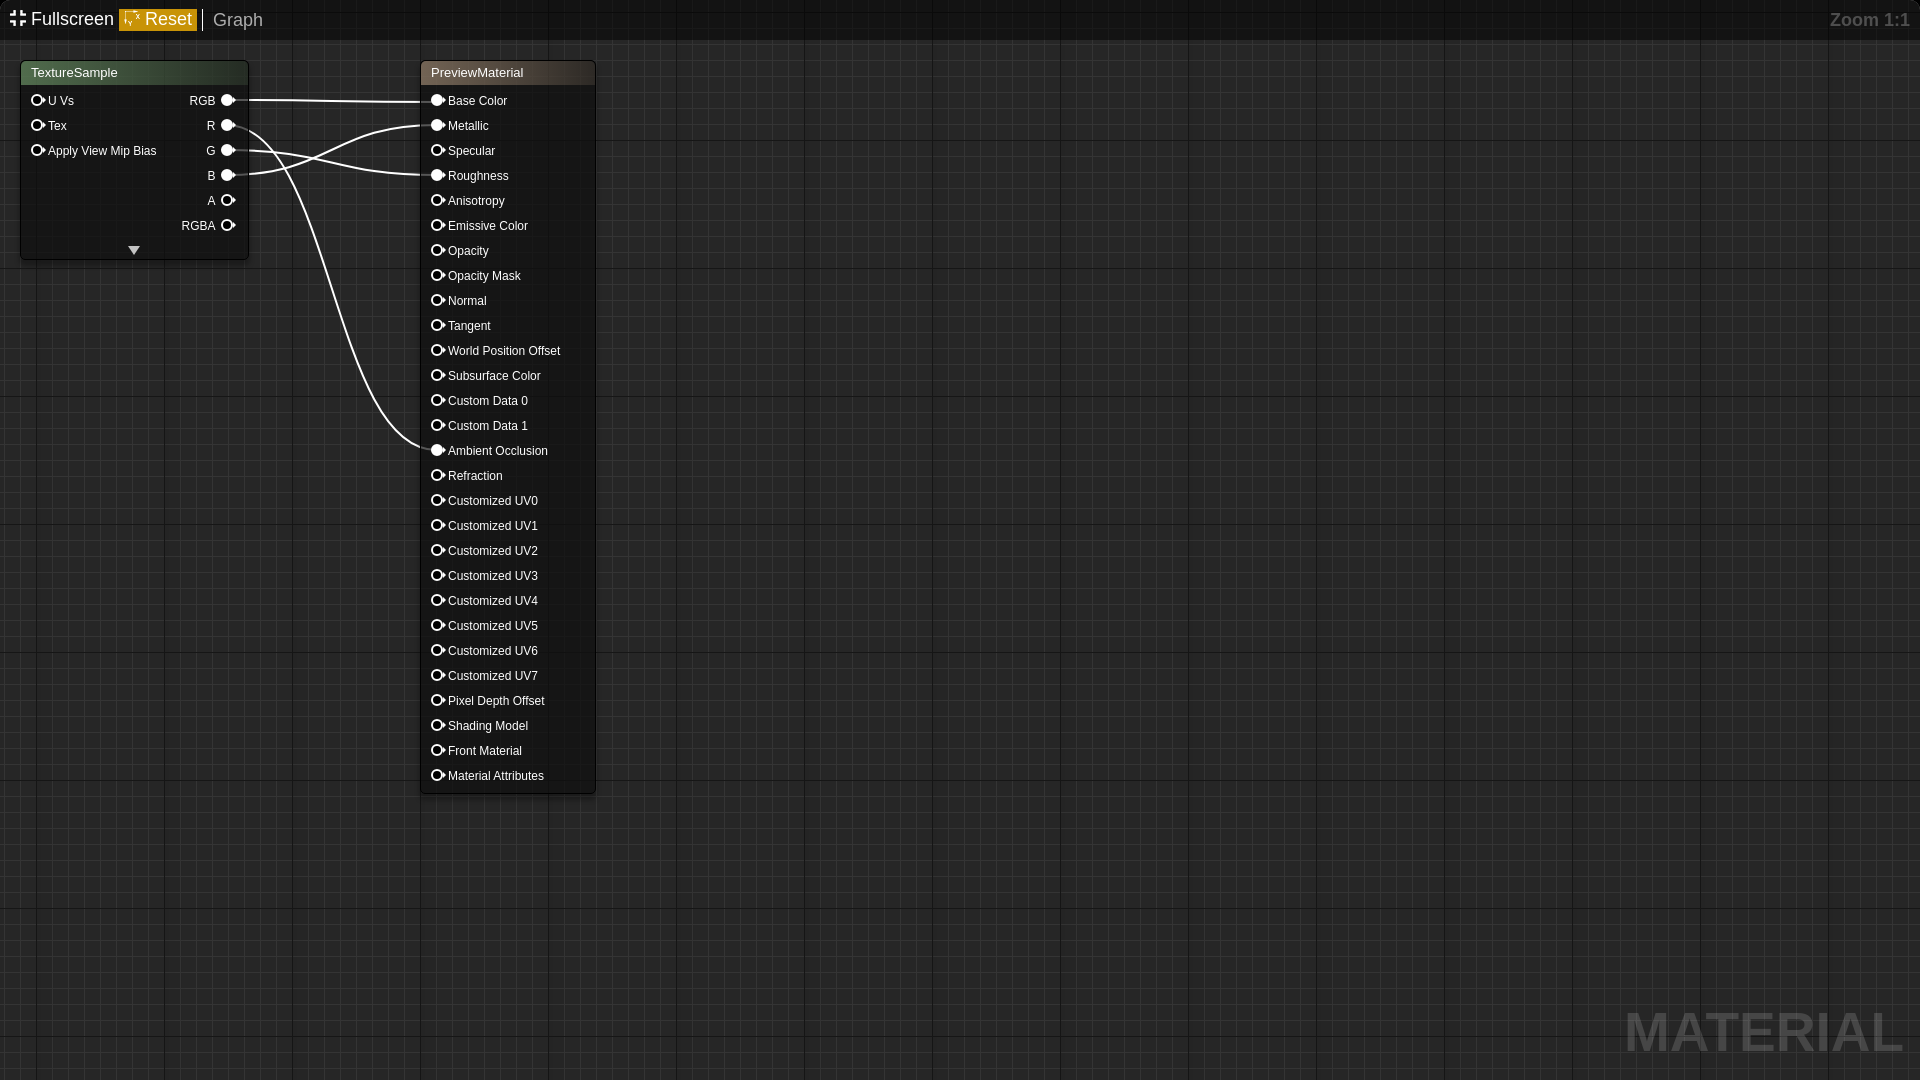 Fullscreen Reset Graph Zoom 1:1
TextureSample
U Vs RGB
Tex R
Apply View Mip Bias G
B
A
RGBA
PreviewMaterial
Base Color
Metallic
Specular
Roughness
Anisotropy
Emissive Color
Opacity
Opacity Mask
Normal
Tangent
World Position Offset
Subsurface Color
Custom Data 0
Custom Data 1
Ambient Occlusion
Refraction
Customized UV0
Customized UV1
Customized UV2
Customized UV3
Customized UV4
Customized UV5
Customized UV6
Customized UV7
Pixel Depth Offset
Shading Model
Front Material
Material Attributes
MATERIAL